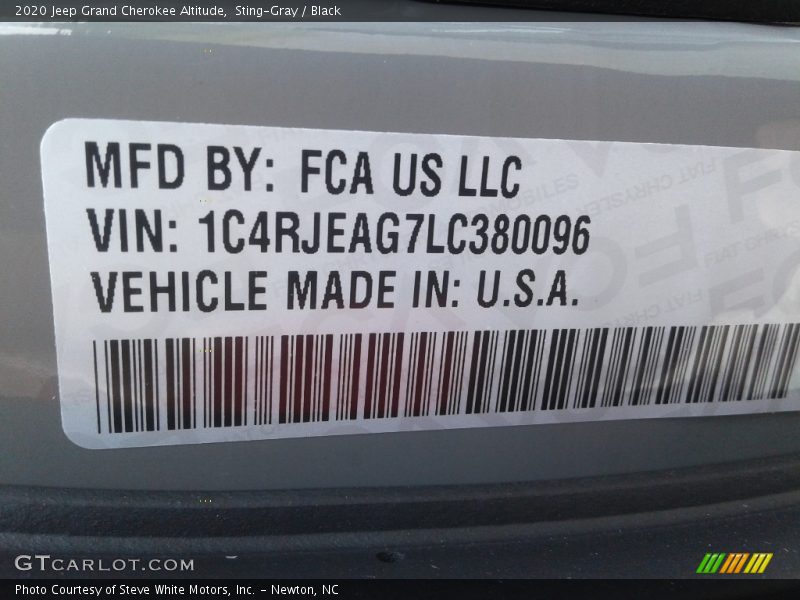 2020 Jeep Grand Cherokee Altitude,  Sting-Gray / Black
MFD BY: FCA US LLC
VIN: 1C4RJEAG7LC380096
VEHICLE MADE IN: U.S.A.
GTCARLOT.COM
Photo Courtesy of Steve White Motors, Inc. - Newton, NC